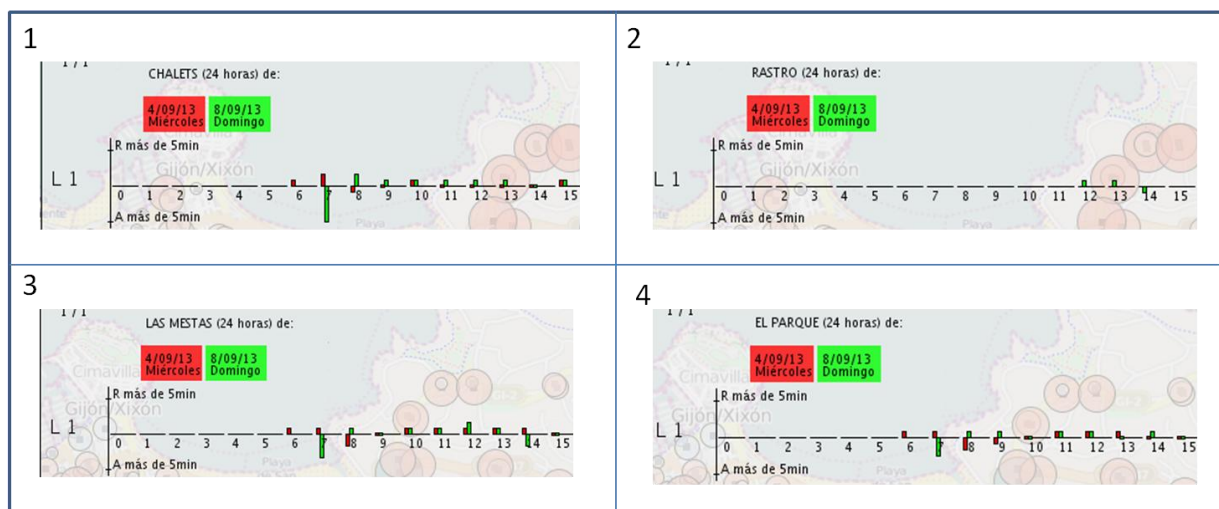 1
CHALETS (24 horas) de:
4/09/13 8/09/13
Miércoles Domingo
R más de 5min
Gijón/Xixón
L 1
0 1 2 3 4 5 6 7 8 9 10 11 12 13 14 15
A más de 5min
Playa
2
RASTRO (24 horas) de:
4/09/13 8/09/13
Miércoles Domingo
R más de 5min
Gijón/Xixón
L 1
0 1 2 3 4 5 6 7 8 9 10 11 12 13 14 15
A más de 5min
Playa
3
LAS MESTAS (24 horas) de:
4/09/13 8/09/13
Miércoles Domingo
Cimavilla
R más de 5min
Gijón/Xixón
L 1
0 1 2 3 4 5 6 7 8 9 10 11 12 13 14 15
A más de 5min
Playa
4
EL PARQUE (24 horas) de:
4/09/13 8/09/13
Miércoles Domingo
Cimavilla
R más de 5min
Gijón/Xixón
L 1
0 1 2 3 4 5 6 7 8 9 10 11 12 13 14 15
A más de 5min